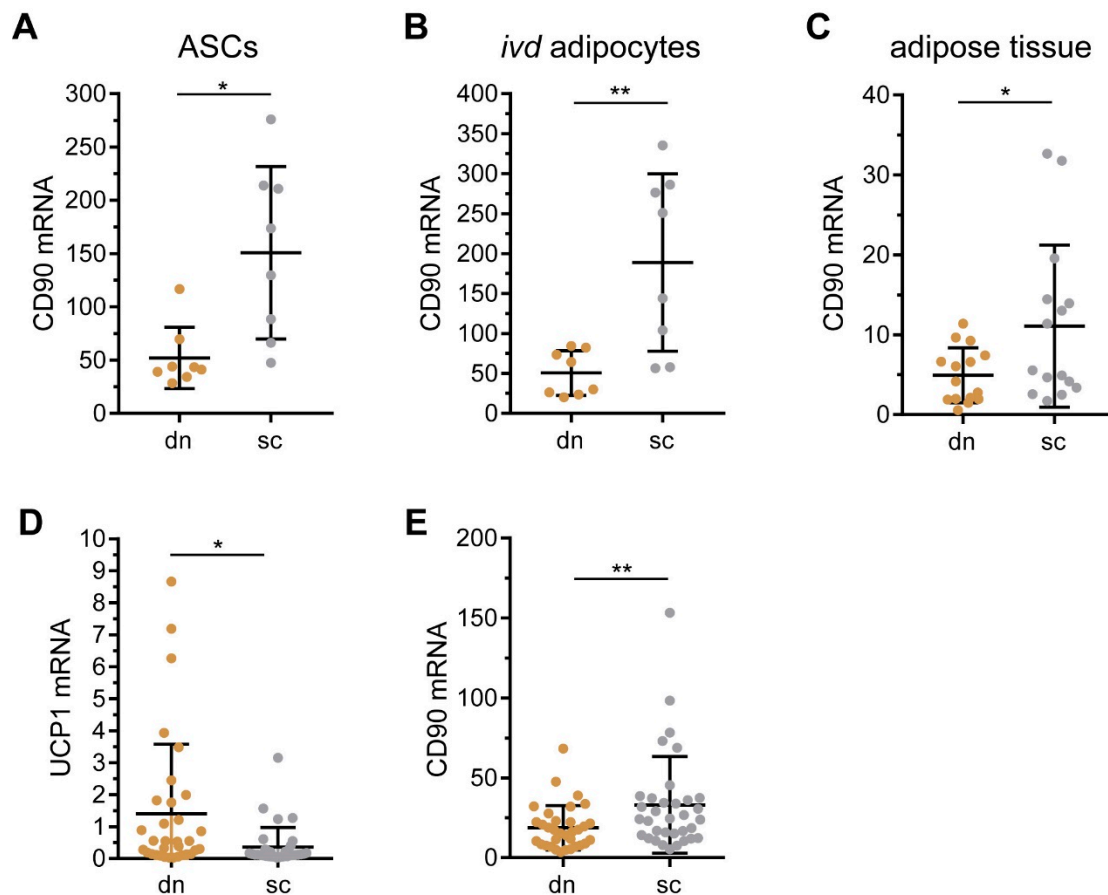 A
ASCs
CD90 mRNA
300
250
200
150
100
50
0
*
dn
sc
B
ivd adipocytes
CD90 mRNA
400
350
300
250
200
150
100
50
0
**
dn
sc
C
adipose tissue
CD90 mRNA
40
30
20
10
0
*
dn
sc
D
UCP1 mRNA
10
9
8
7
6
5
4
3
2
1
0
*
dn
sc
E
CD90 mRNA
200
150
100
50
0
**
dn
sc